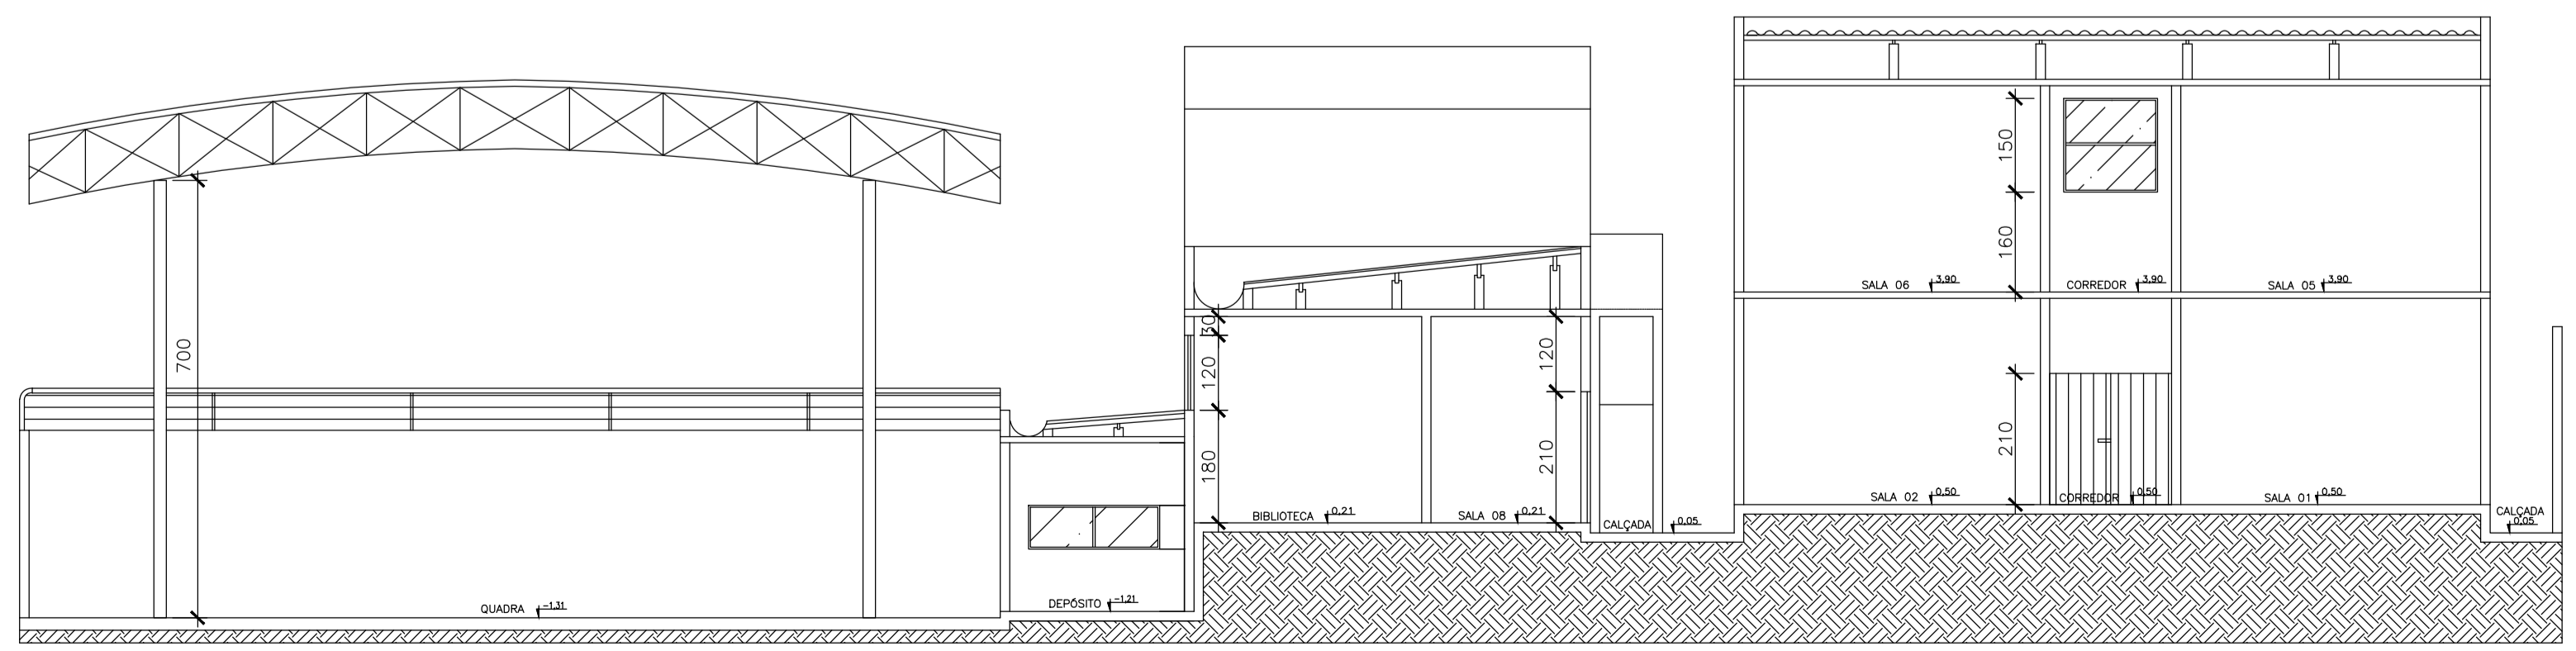 700
QUADRA -1,31
DEPÓSITO -1,21
30
120
180
BIBLIOTECA 0,21
120
210
SALA 08 0,21
CALÇADA 0,05
150
160
SALA 06 3,90
CORREDOR 3,90
SALA 05 3,90
210
SALA 02 0,50
CORREDOR 0,50
SALA 01 0,50
CALÇADA
0,05